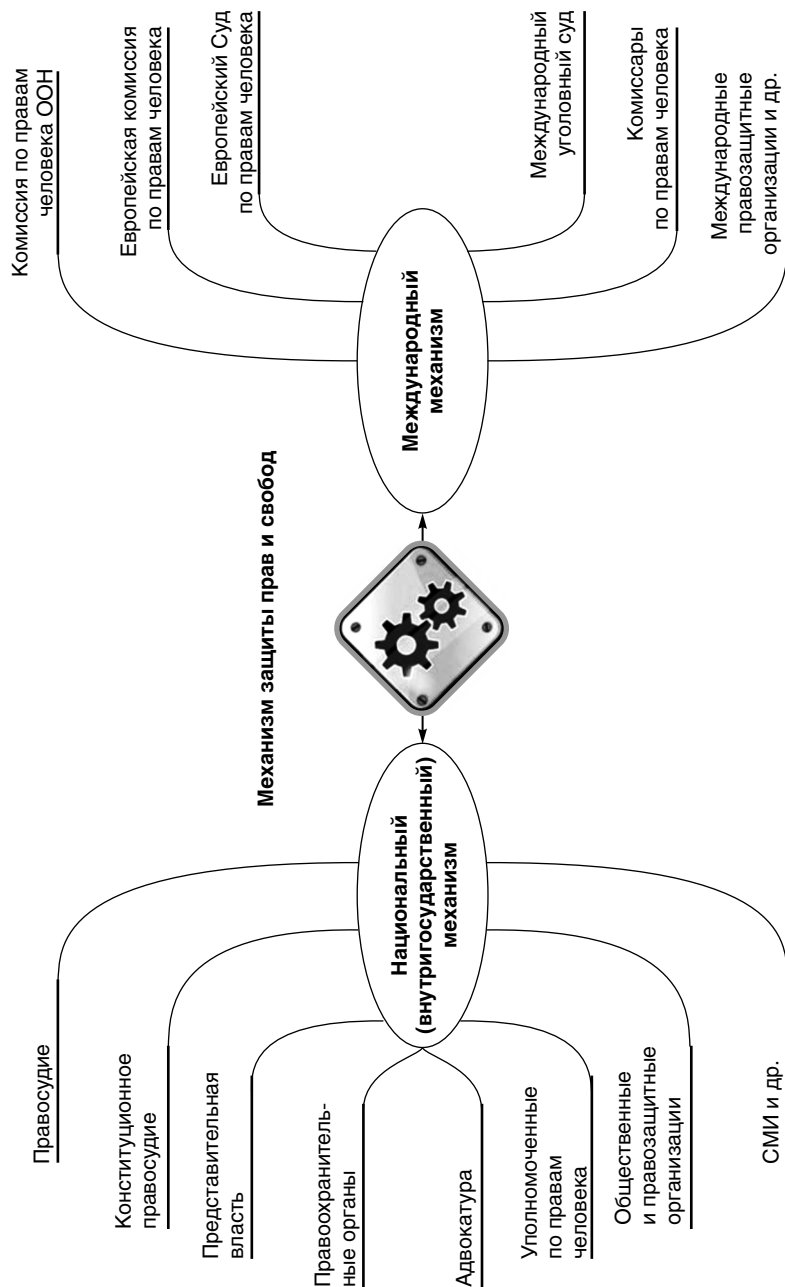 Механизм защиты прав и свобод
Национальный
(внутригосударственный)
механизм
Правосудие
Конституционное
правосудие
Представительная
власть
Правоохранитель-
ные органы
Адвокатура
Уполномоченные
по правам
человека
Общественные
и правозащитные
организации
СМИ и др.
Международный
механизм
Комиссия по правам
человека ООН
Европейская комиссия
по правам человека
Европейский Суд
по правам человека
Международный
уголовный суд
Комиссары
по правам человека
Международные
правозащитные
организации и др.